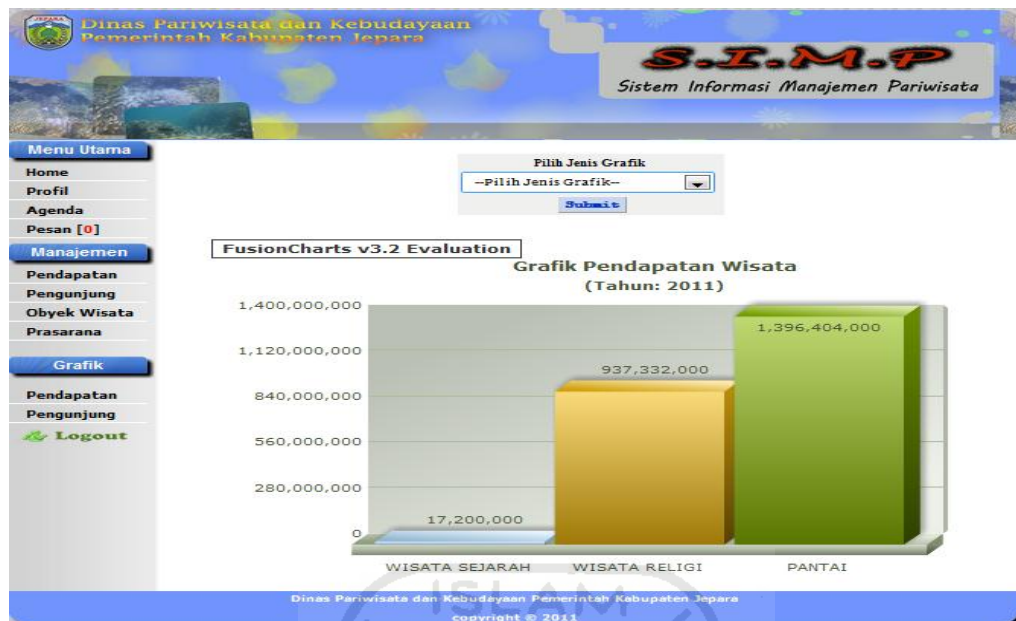 JEPARA
Dinas Pariwisata dan Kebudayaan
Pemerintah Kabupaten Jepara
S.I.M.P
Sistem Informasi Manajemen Pariwisata
Menu Utama
Home
Profil
Agenda
Pesan [0]
Manajemen
Pendapatan
Pengunjung
Obyek Wisata
Prasarana
Grafik
Pendapatan
Pengunjung
Logout
Pilih Jenis Grafik
--Pilih Jenis Grafik--
Submit
FusionCharts v3.2 Evaluation
Grafik Pendapatan Wisata
(Tahun: 2011)
1,400,000,000
1,120,000,000
840,000,000
560,000,000
280,000,000
0
17,200,000
937,332,000
1,396,404,000
WISATA SEJARAH WISATA RELIGI PANTAI
ISLAM
Dinas Pariwisata dan Kebudayaan Pemerintah Kabupaten Jepara
copyright © 2011